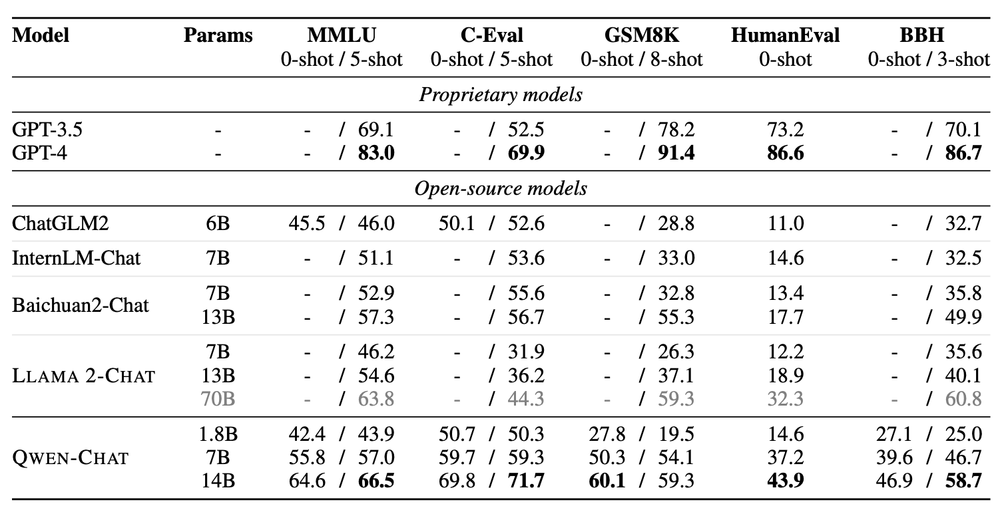 Model Params MMLU C-Eval GSM8K HumanEval BBH
0-shot / 5-shot 0-shot / 5-shot 0-shot / 8-shot 0-shot 0-shot / 3-shot
Proprietary models
GPT-3.5 - - / 69.1 - / 52.5 - / 78.2 73.2 - / 70.1
GPT-4 - - / 83.0 - / 69.9 - / 91.4 86.6 - / 86.7
Open-source models
ChatGLM2 6B 45.5 / 46.0 50.1 / 52.6 - / 28.8 11.0 - / 32.7
InternLM-Chat 7B - / 51.1 - / 53.6 - / 33.0 14.6 - / 32.5
Baichuan2-Chat
7B - / 52.9 - / 55.6 - / 32.8 13.4 - / 35.8
13B - / 57.3 - / 56.7 - / 55.3 17.7 - / 49.9
LLAMA 2-CHAT
7B - / 46.2 - / 31.9 - / 26.3 12.2 - / 35.6
13B - / 54.6 - / 36.2 - / 37.1 18.9 - / 40.1
70B - / 63.8 - / 44.3 - / 59.3 32.3 - / 60.8
QWEN-CHAT
1.8B 42.4 / 43.9 50.7 / 50.3 27.8 / 19.5 14.6 27.1 / 25.0
7B 55.8 / 57.0 59.7 / 59.3 50.3 / 54.1 37.2 39.6 / 46.7
14B 64.6 / 66.5 69.8 / 71.7 60.1 / 59.3 43.9 46.9 / 58.7